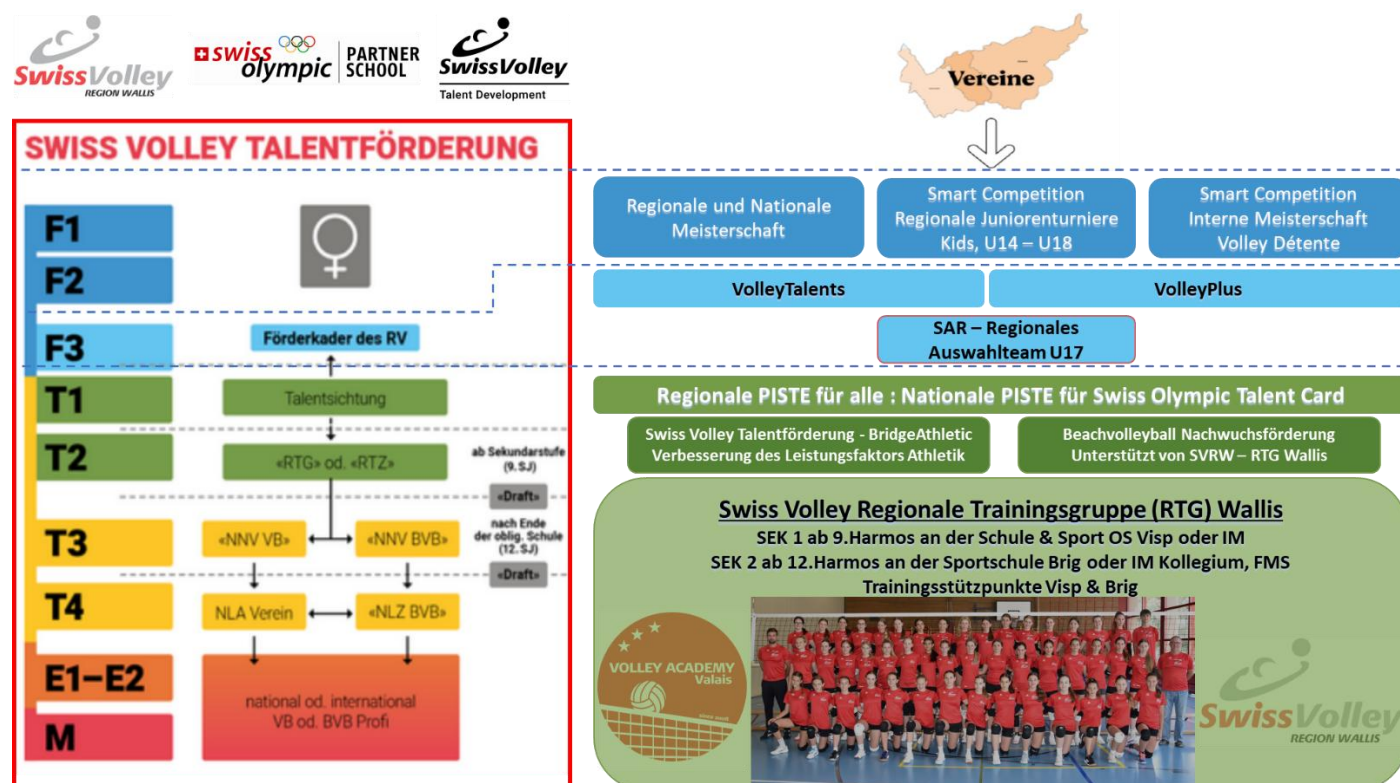 SwissVolley
REGION WALLIS
swiss olympic
PARTNER
SCHOOL
SwissVolley
Talent Development
Vereine
SWISS VOLLEY TALENTFÖRDERUNG
F1
F2
F3
T1
T2
T3
T4
E1–E2
M
Förderkader des RV
Talentsichtung
«RTG» od. «RTZ»
ab Sekundarstufe
(9. SJ)
«Draft»
«NNV VB»
«NNV BVB»
nach Ende
der oblig. Schule
(12. SJ)
«Draft»
NLA Verein
«NLZ BVB»
national od. international
VB od. BVB Profi
Regionale und Nationale
Meisterschaft
Smart Competition
Regionale Juniorenturniere
Kids, U14 – U18
Smart Competition
Interne Meisterschaft
Volley Détente
VolleyTalents
VolleyPlus
SAR – Regionales
Auswahlteam U17
Regionale PISTE für alle : Nationale PISTE für Swiss Olympic Talent Card
Swiss Volley Talentförderung - BridgeAthletic
Verbesserung des Leistungsfaktors Athletik
Beachvolleyball Nachwuchsförderung
Unterstützt von SVRW – RTG Wallis
Swiss Volley Regionale Trainingsgruppe (RTG) Wallis
SEK 1 ab 9.Harmos an der Schule & Sport OS Visp oder IM
SEK 2 ab 12.Harmos an der Sportschule Brig oder IM Kollegium, FMS
Trainingsstützpunkte Visp & Brig
VOLLEY ACADEMY
Valais
SwissVolley
REGION WALLIS